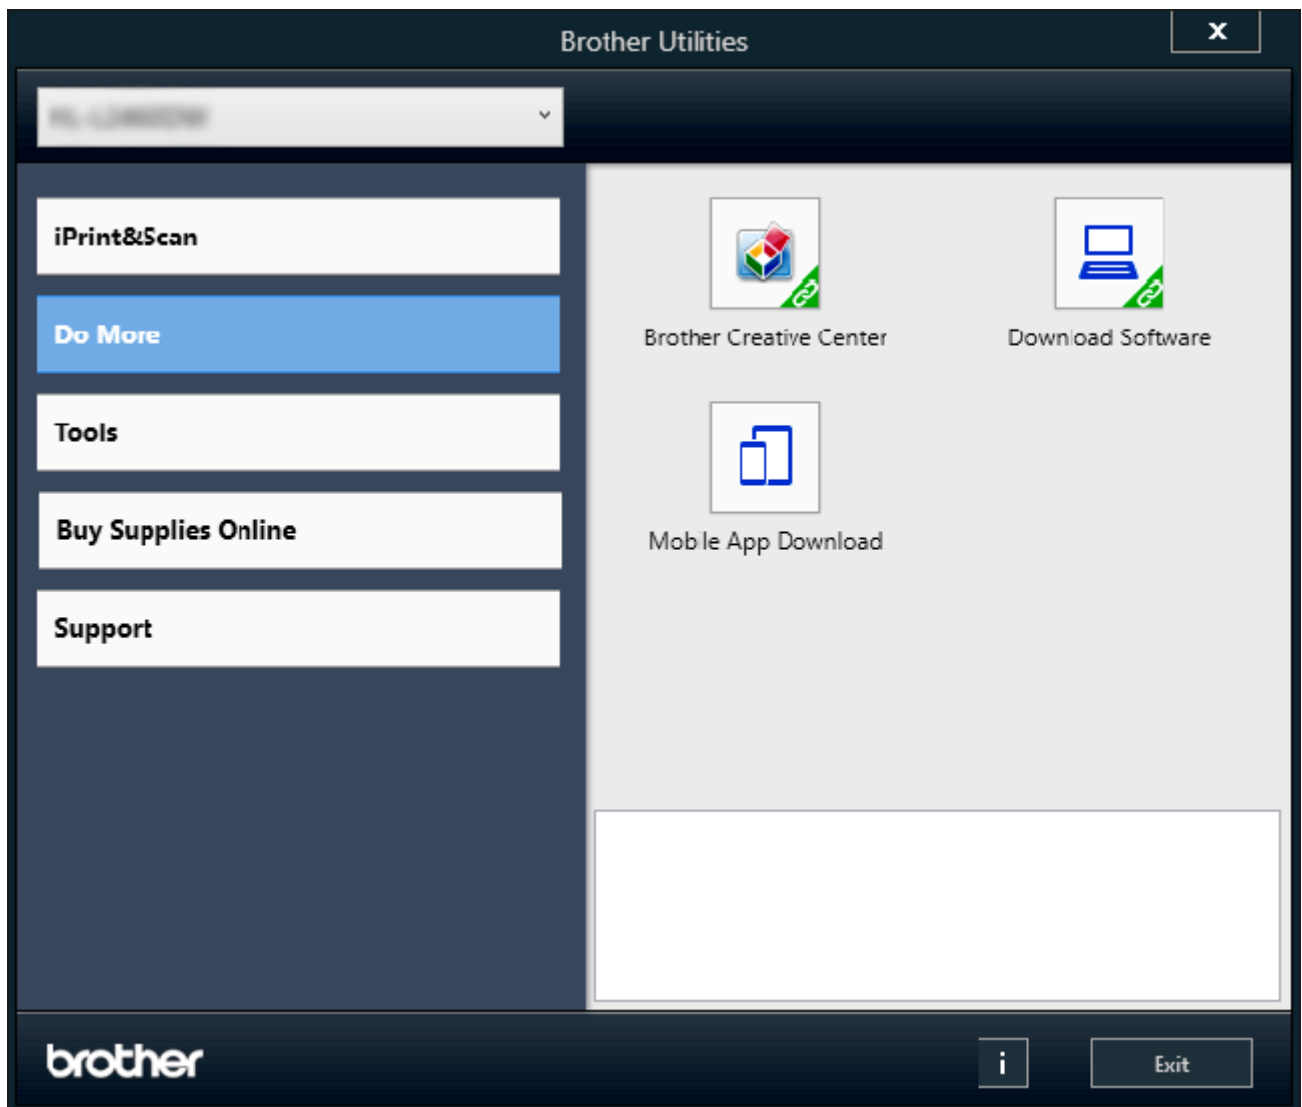 Brother Utilities
X
iPrint&Scan
Do More
Tools
Buy Supplies Online
Support
Brother Creative Center
Download Software
Mobile App Download
brother
i
Exit